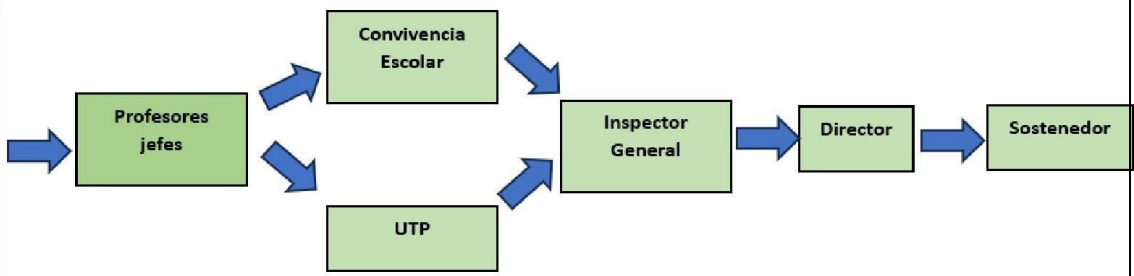 Convivencia
Escolar
Profesores
jefes
Inspector
General
Director
Sostenedor
UTP